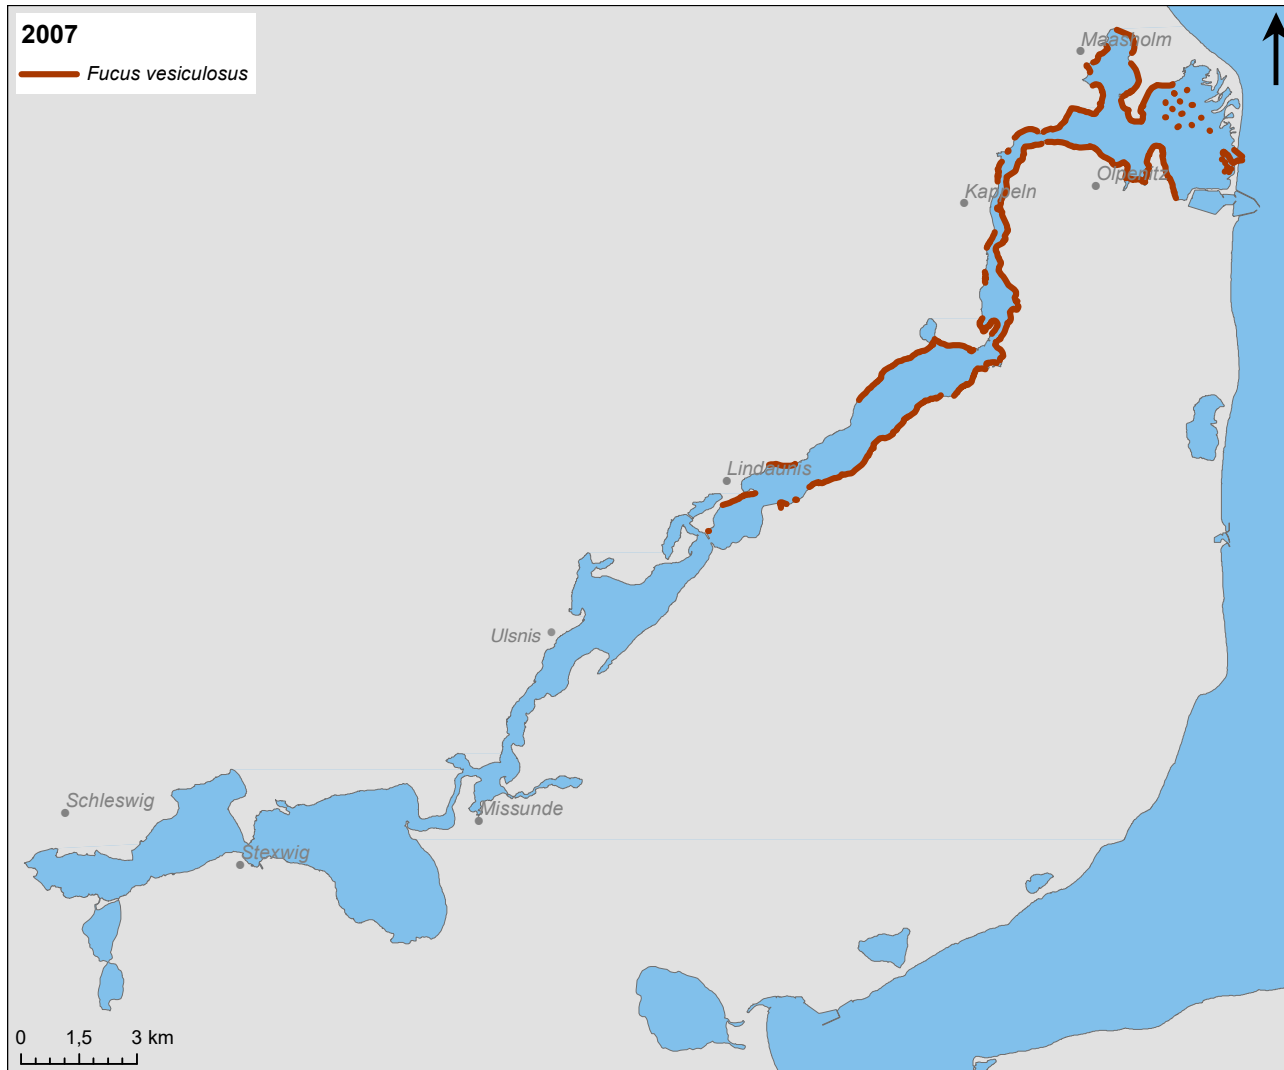 2007
Fucus vesiculosus
Maasholm
Olpenitz
Kappeln
Lindaunis
Ulsnis
Schleswig
Missunde
Stexwig
0 1,5 3 km